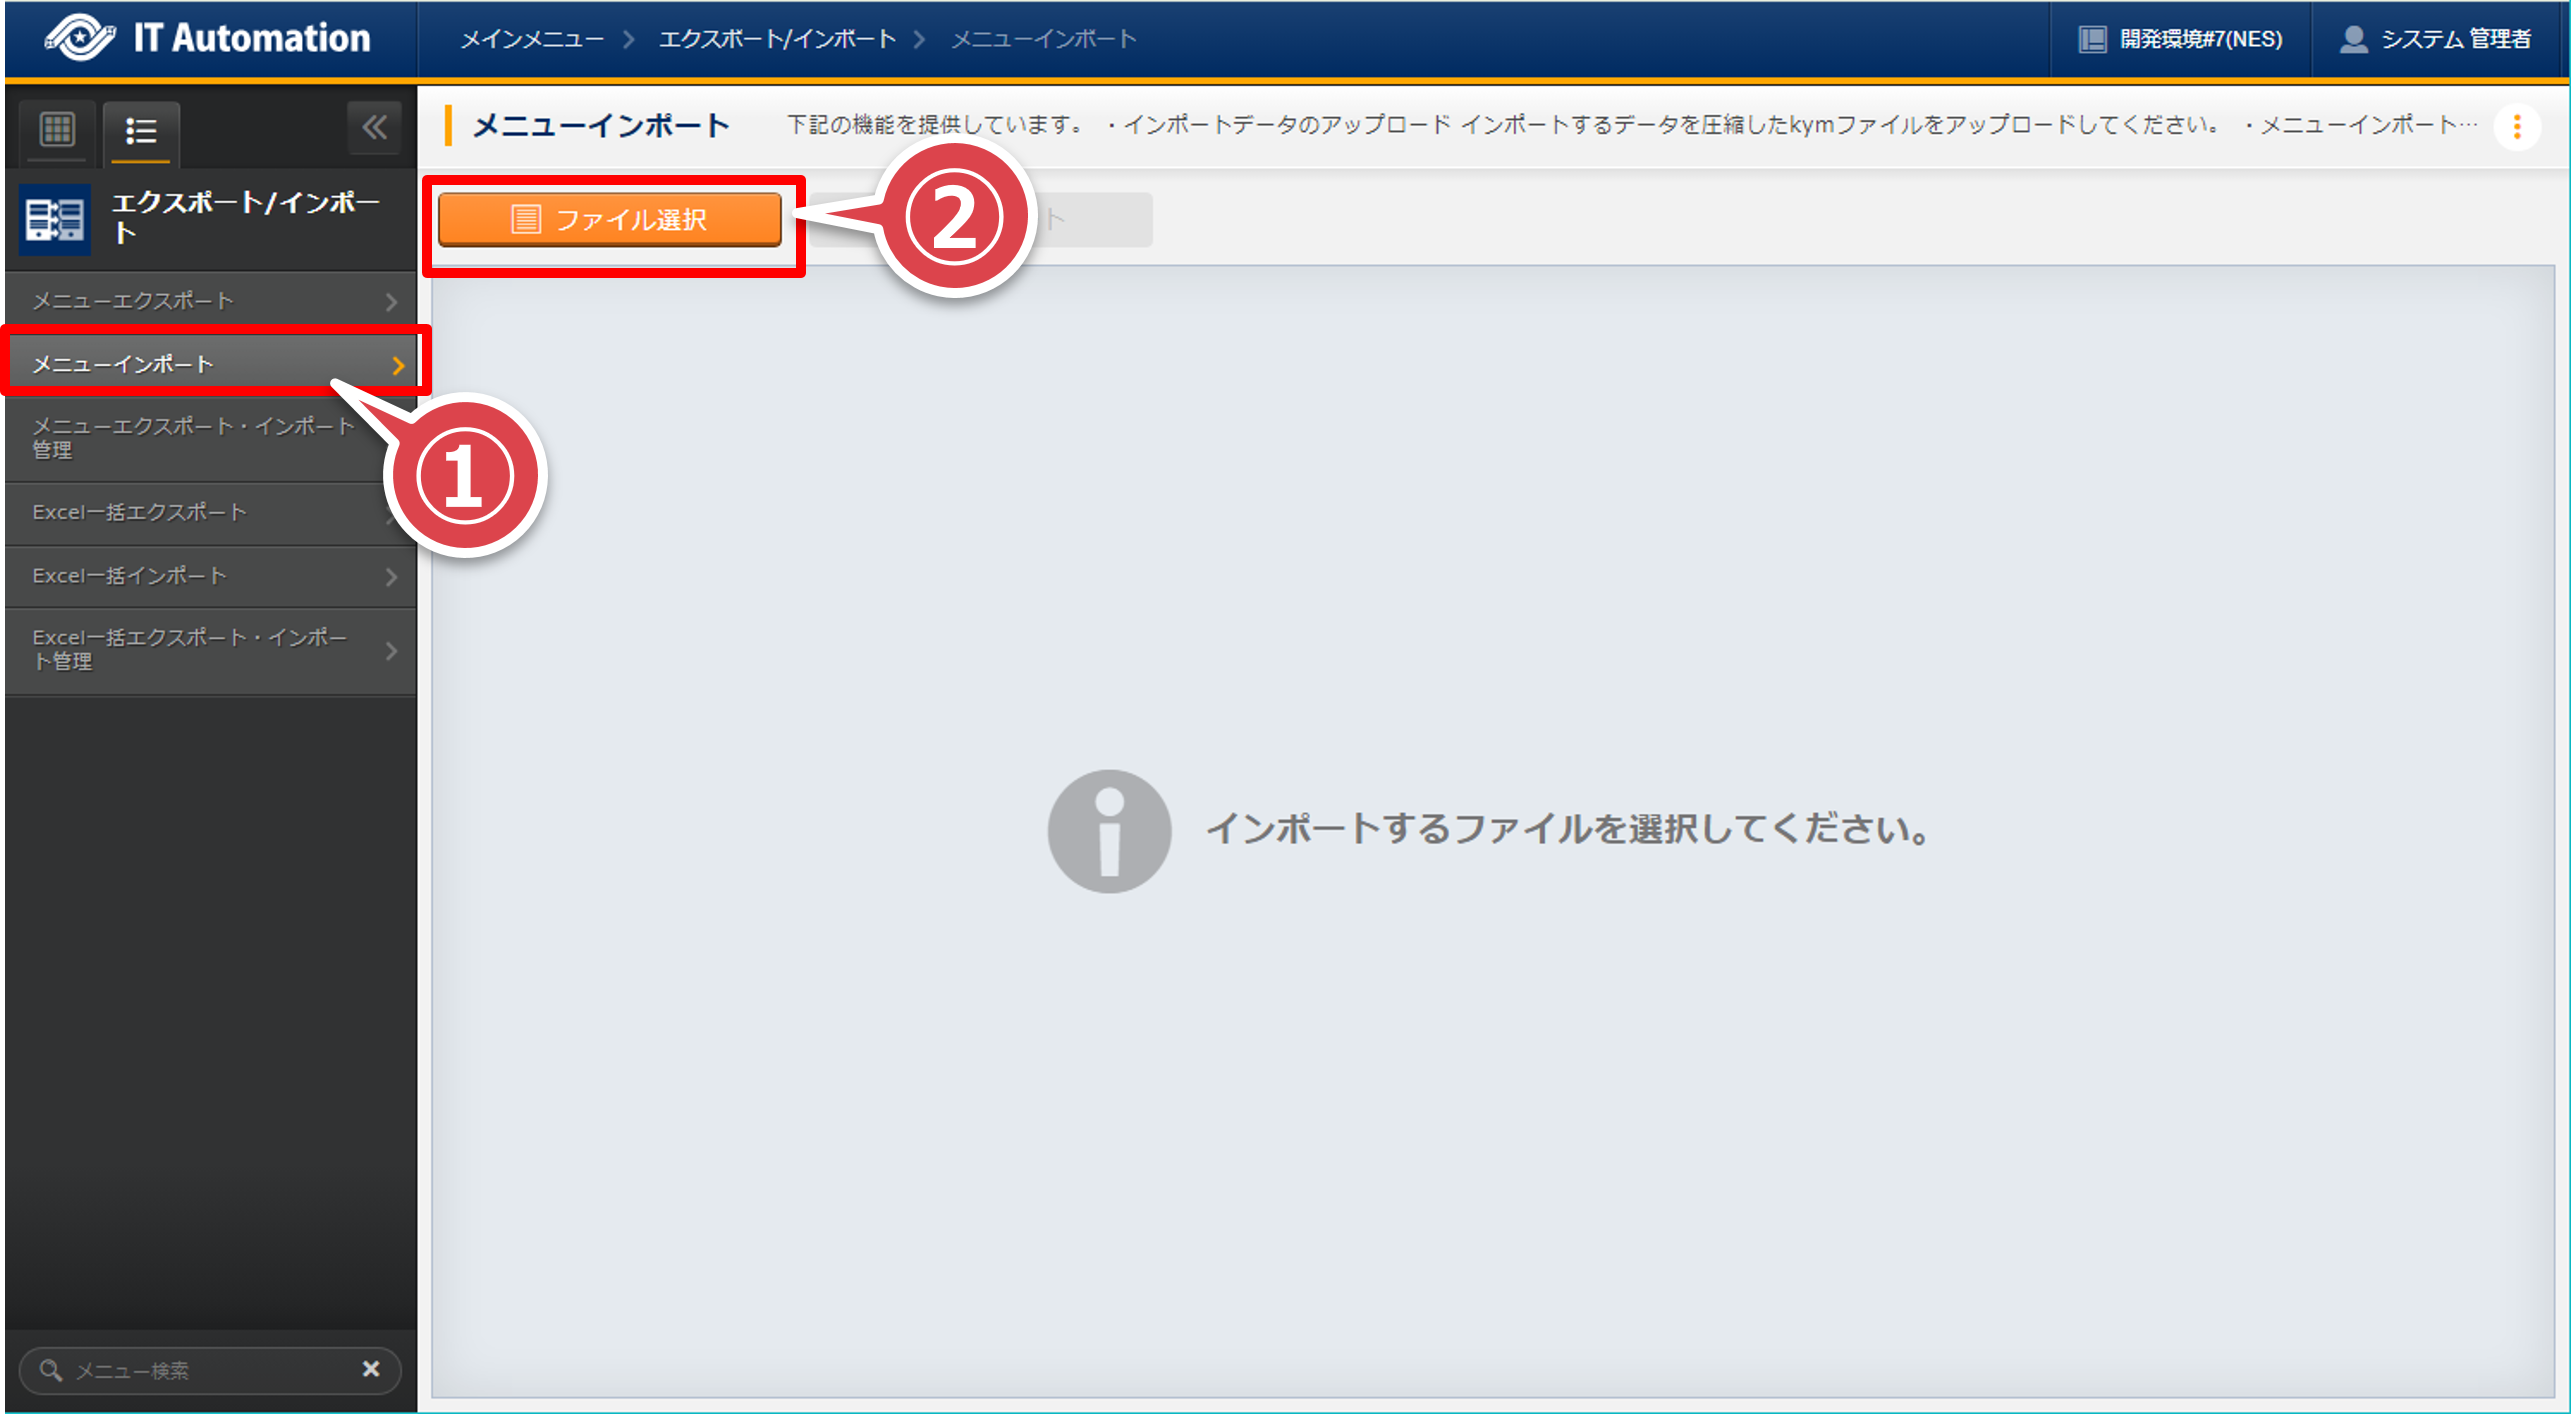 IT Automation
メインメニュー > エクスポート/インポート > メニューインポート
開発環境#7(NES)
システム 管理者
メニューインポート
下記の機能を提供しています。 ・インポートデータのアップロード インポートするデータを圧縮したkymファイルをアップロードしてください。 ・メニューインポート…
エクスポート/インポー
ト
ファイル選択
②
ト
メニューエクスポート
メニューインポート
①
メニューエクスポート・インポート
管理
Excel一括エクスポート
Excel一括インポート
Excel一括エクスポート・インポー
ト管理
インポートするファイルを選択してください。
メニュー検索